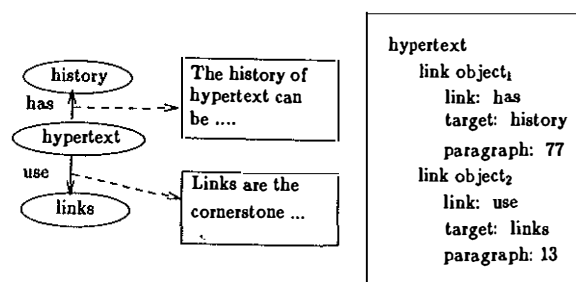 history
has
hypertext
use
links
The history of
hypertext can
be ....
Links are the
cornerstone ...
hypertext
link object₁
link: has
target: history
paragraph: 77
link object₂
link: use
target: links
paragraph: 13